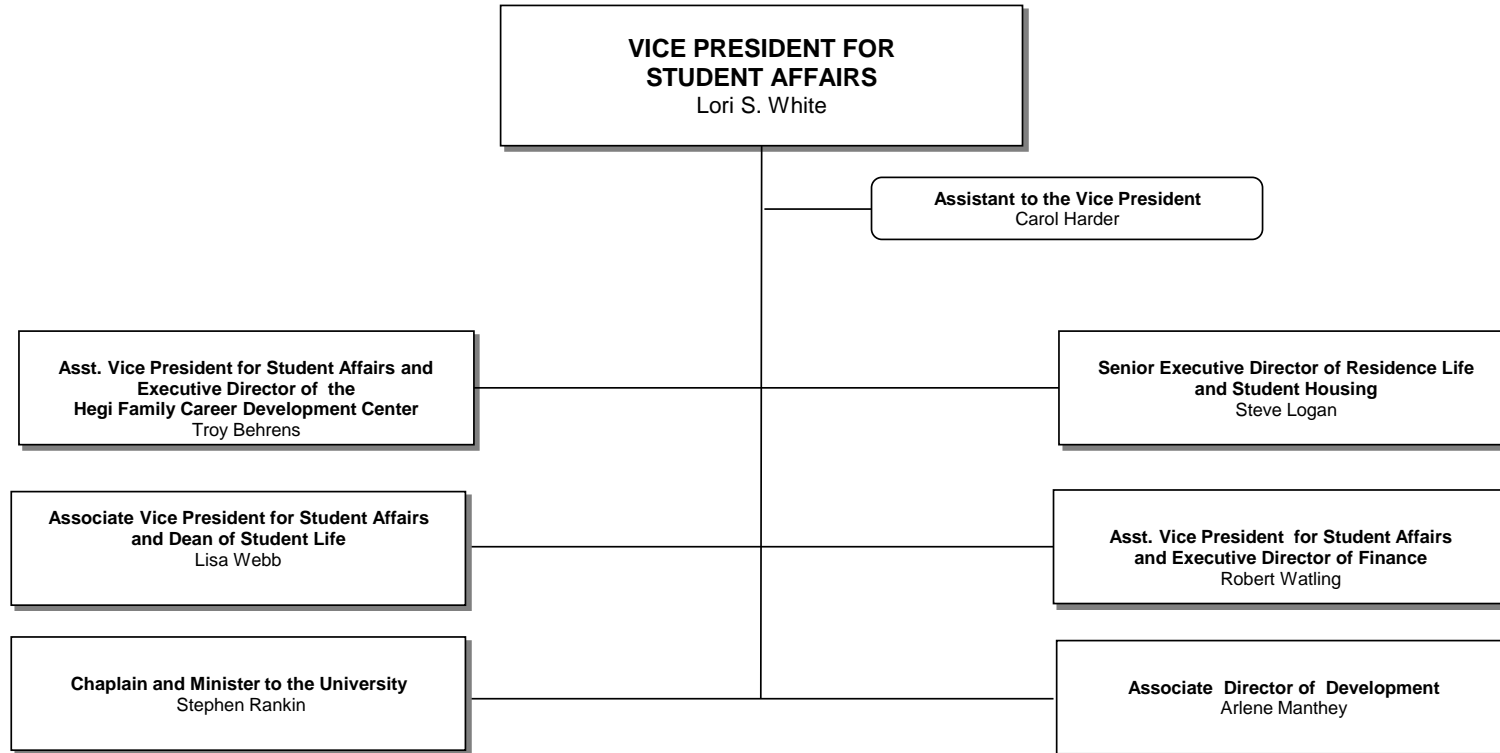 VICE PRESIDENT FOR
STUDENT AFFAIRS
Lori S. White
Assistant to the Vice President
Carol Harder
Asst. Vice President for Student Affairs and
Executive Director of the
Hegi Family Career Development Center
Troy Behrens
Senior Executive Director of Residence Life
and Student Housing
Steve Logan
Associate Vice President for Student Affairs
and Dean of Student Life
Lisa Webb
Asst. Vice President for Student Affairs
and Executive Director of Finance
Robert Watling
Chaplain and Minister to the University
Stephen Rankin
Associate Director of Development
Arlene Manthey